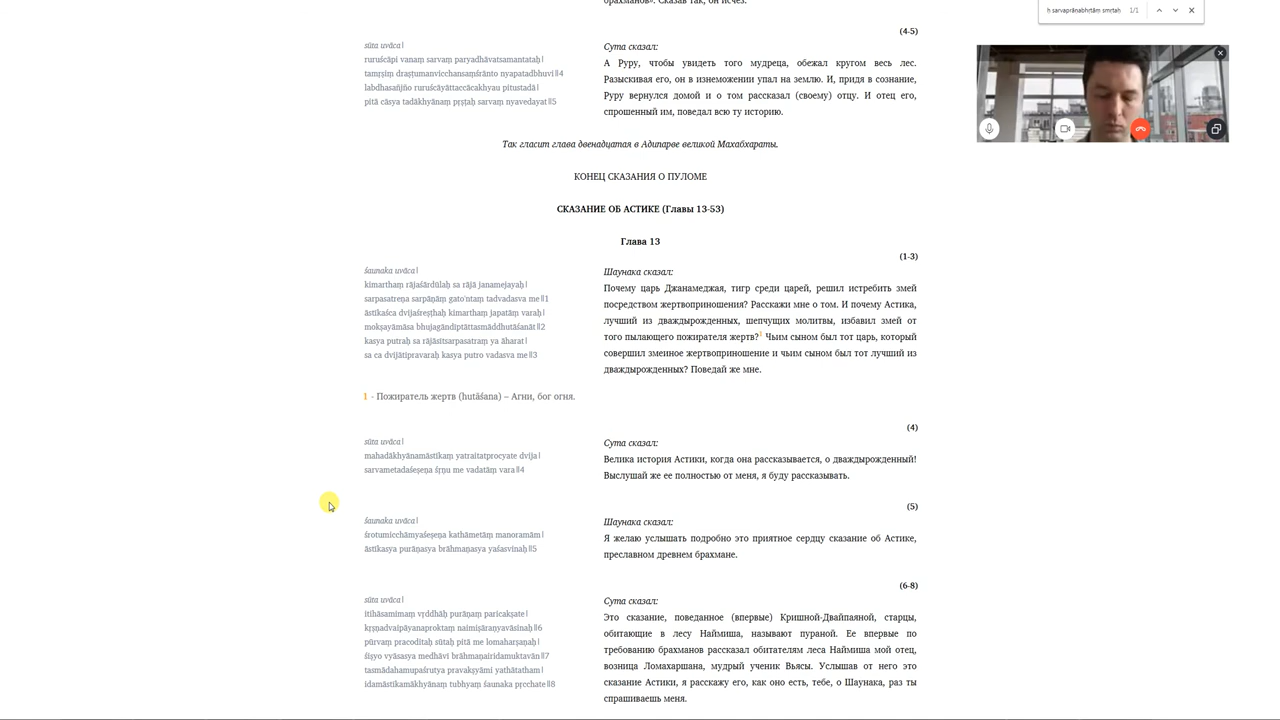 брахманов». Сказав так, он исчез.
ḥ sarvaprāṇabhṛtām smṛtaḥ 1/1
(4-5)
sūta uvāca|
ruruścāpi vanaṃ sarvaṃ paryadhāvatsamantataḥ|
tamṛṣiṃ draṣṭumanvicchansaṃśrānto nyapatadbhuvi||4
labdhasaṅjño ruruścāyāttaccācakhyau pitustadā|
pitā cāsya tadākhyānaṃ pṛṣṭaḥ sarvaṃ nyavedayat||5
Сута сказал:
А Руру, чтобы увидеть того мудреца, обежал кругом весь лес.
Разыскивая его, он в изнеможении упал на землю. И, придя в сознание,
Руру вернулся домой и о том рассказал (своему) отцу. И отец его,
спрошенный им, поведал всю ту историю.
Так гласит глава двенадцатая в Адипарве великой Махабхараты.
КОНЕЦ СКАЗАНИЯ О ПУЛОМЕ
СКАЗАНИЕ ОБ АСТИКЕ (Главы 13-53)
Глава 13
(1-3)
śaunaka uvāca|
kimarthaṃ rājaśārdūlaḥ sa rājā janamejayaḥ|
sarpasatreṇa sarpāṇāṃ gato'ntaṃ tadvadasva me||1
āstīkaśca dvijaśreṣṭhaḥ kimarthaṃ japatāṃ varaḥ|
mokṣayāmāsa bhujagāndīptāttasmāddhutāśanāt||2
kasya putraḥ sa rājāsītsarpasatraṃ ya āharat|
sa ca dvijātipravaraḥ kasya putro vadasva me||3
Шаунака сказал:
Почему царь Джанамеджая, тигр среди царей, решил истребить змей
посредством жертвоприношения? Расскажи мне о том. И почему Астика,
лучший из дваждырожденных, шепчущих молитвы, избавил змей от
того пылающего пожирателя жертв?1 Чьим сыном был тот царь, который
совершил змеиное жертвоприношение и чьим сыном был тот лучший из
дваждырожденных? Поведай же мне.
1 - Пожиратель жертв (hutāśana) – Агни, бог огня.
(4)
sūta uvāca|
mahadākhyānamāstīkaṃ yatraitatprocyate dvija|
sarvametadaśeṣeṇa śṛṇu me vadatāṃ vara||4
Сута сказал:
Велика история Астики, когда она рассказывается, о дваждырожденный!
Выслушай же ее полностью от меня, я буду рассказывать.
(5)
śaunaka uvāca|
śrotumicchāmyaśeṣeṇa kathāmetāṃ manoramām|
āstīkasya purāṇasya brāhmaṇasya yaśasvinaḥ||5
Шаунака сказал:
Я желаю услышать подробно это приятное сердцу сказание об Астике,
преславном древнем брахмане.
(6-8)
sūta uvāca|
itihāsamimaṃ vṛddhāḥ purāṇaṃ paricakṣate|
kṛṣṇadvaipāyanaproktaṃ naimiṣāraṇyavāsinaḥ||6
pūrvaṃ pracoditaḥ sūtaḥ pitā me lomaharṣaṇaḥ|
śiṣyo vyāsasya medhāvī brāhmaṇairidamuktavān||7
tasmādahamupaśrutya pravakṣyāmi yathātatham|
idamāstīkamākhyānaṃ tubhyaṃ śaunaka pṛcchate||8
Сута сказал:
Это сказание, поведанное (впервые) Кришной-Двайпаяной, старцы,
обитающие в лесу Наймиша, называют пураной. Ее впервые по
требованию брахманов рассказал обитателям леса Наймиша мой отец,
возница Ломахаршана, мудрый ученик Вьясы. Услышав от него это
сказание Астики, я расскажу его, как оно есть, тебе, о Шаунака, раз ты
спрашиваешь меня.